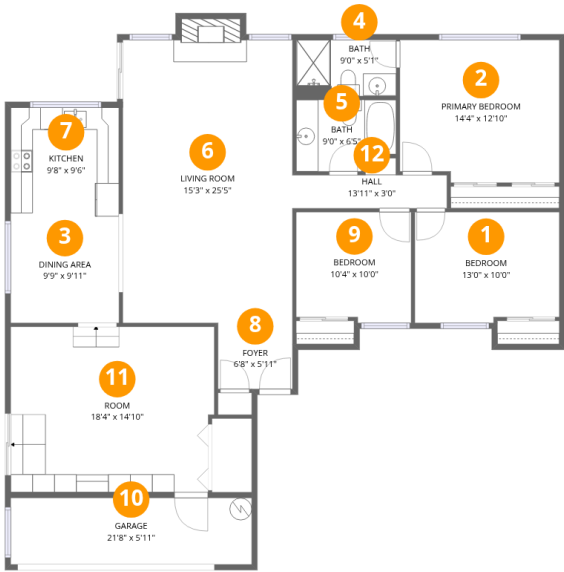 4
BATH
9'0" x 5'1"
2
PRIMARY BEDROOM
14'4" x 12'10"
5
BATH
9'0" x 6'5"
7
KITCHEN
9'8" x 9'6"
6
LIVING ROOM
15'3" x 25'5"
12
HALL
13'11" x 3'0"
3
DINING AREA
9'9" x 9'11"
9
BEDROOM
10'4" x 10'0"
1
BEDROOM
13'0" x 10'0"
8
FOYER
6'8" x 5'11"
11
ROOM
18'4" x 14'10"
10
GARAGE
21'8" x 5'11"